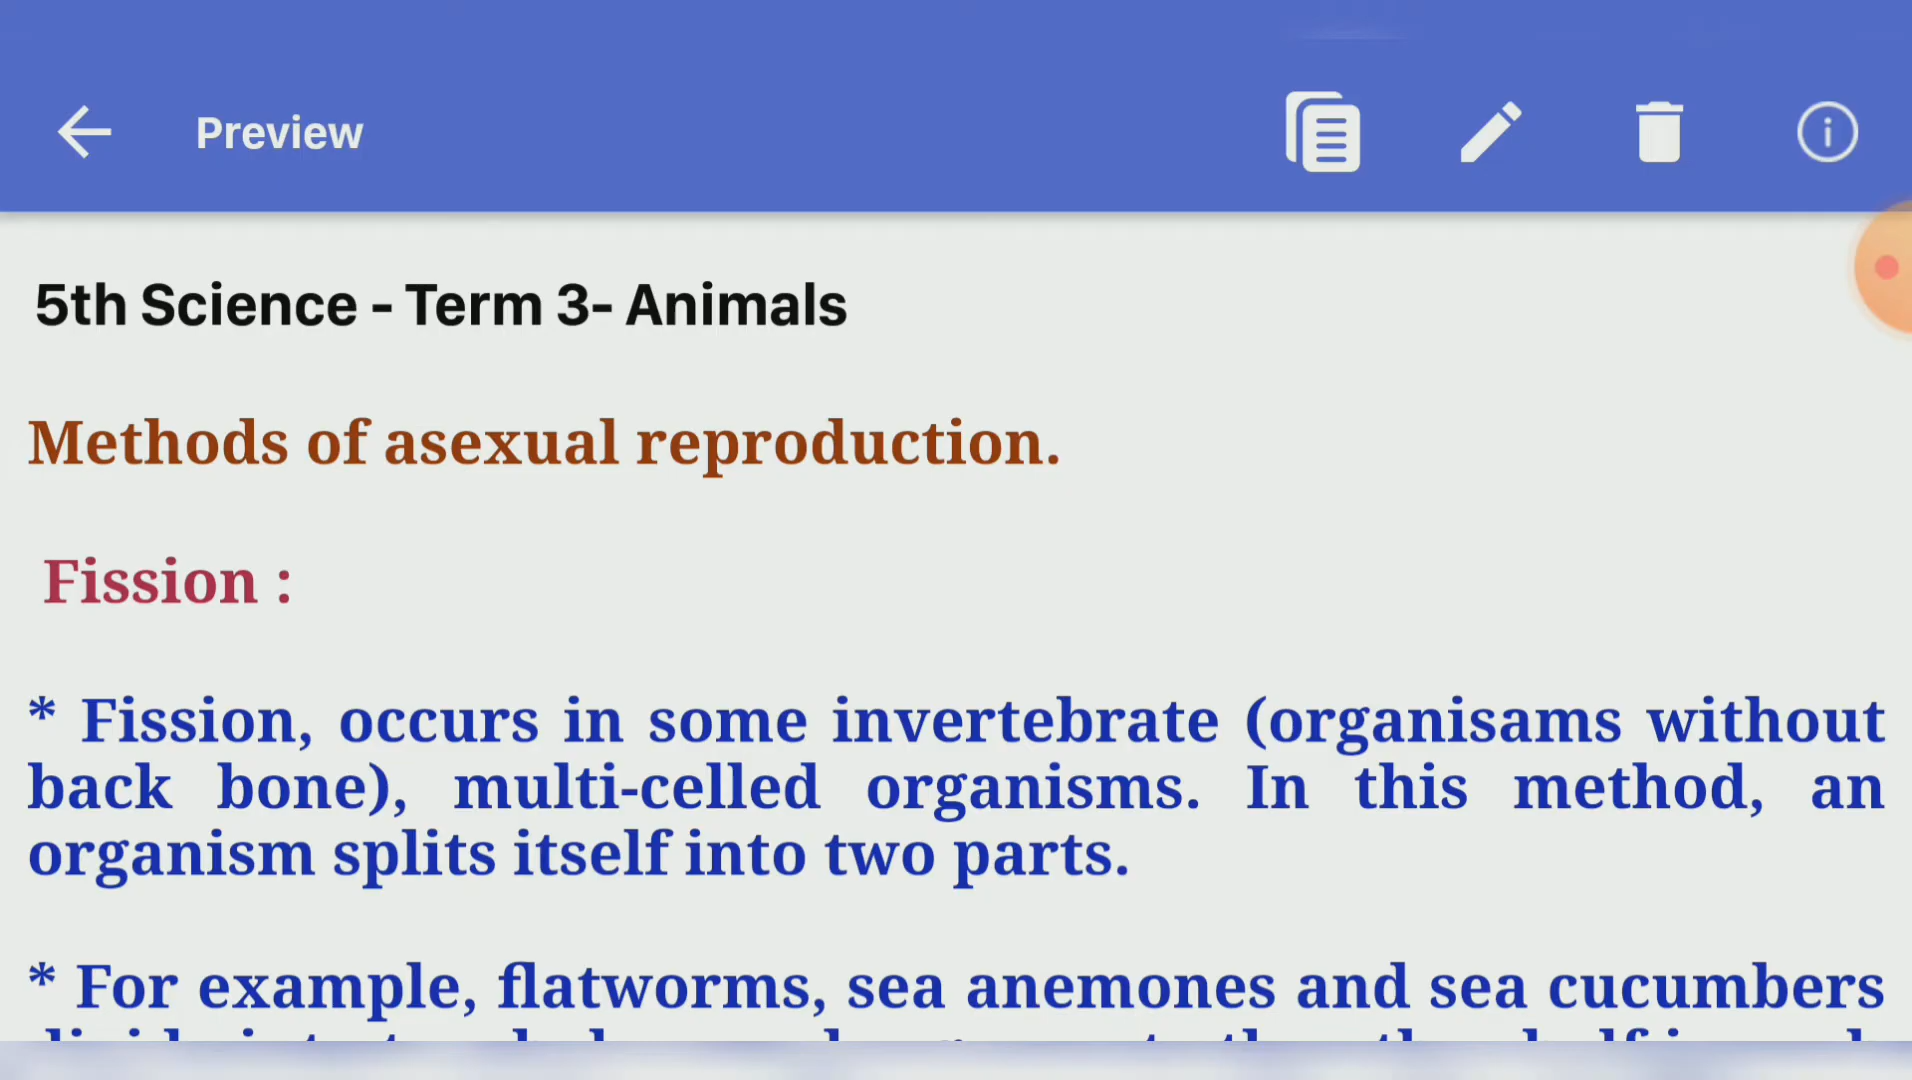 Preview
5th Science - Term 3- Animals
Methods of asexual reproduction.
Fission :
* Fission, occurs in some invertebrate (organisams without
back bone), multi-celled organisms. In this method, an
organism splits itself into two parts.
* For example, flatworms, sea anemones and sea cucumbers